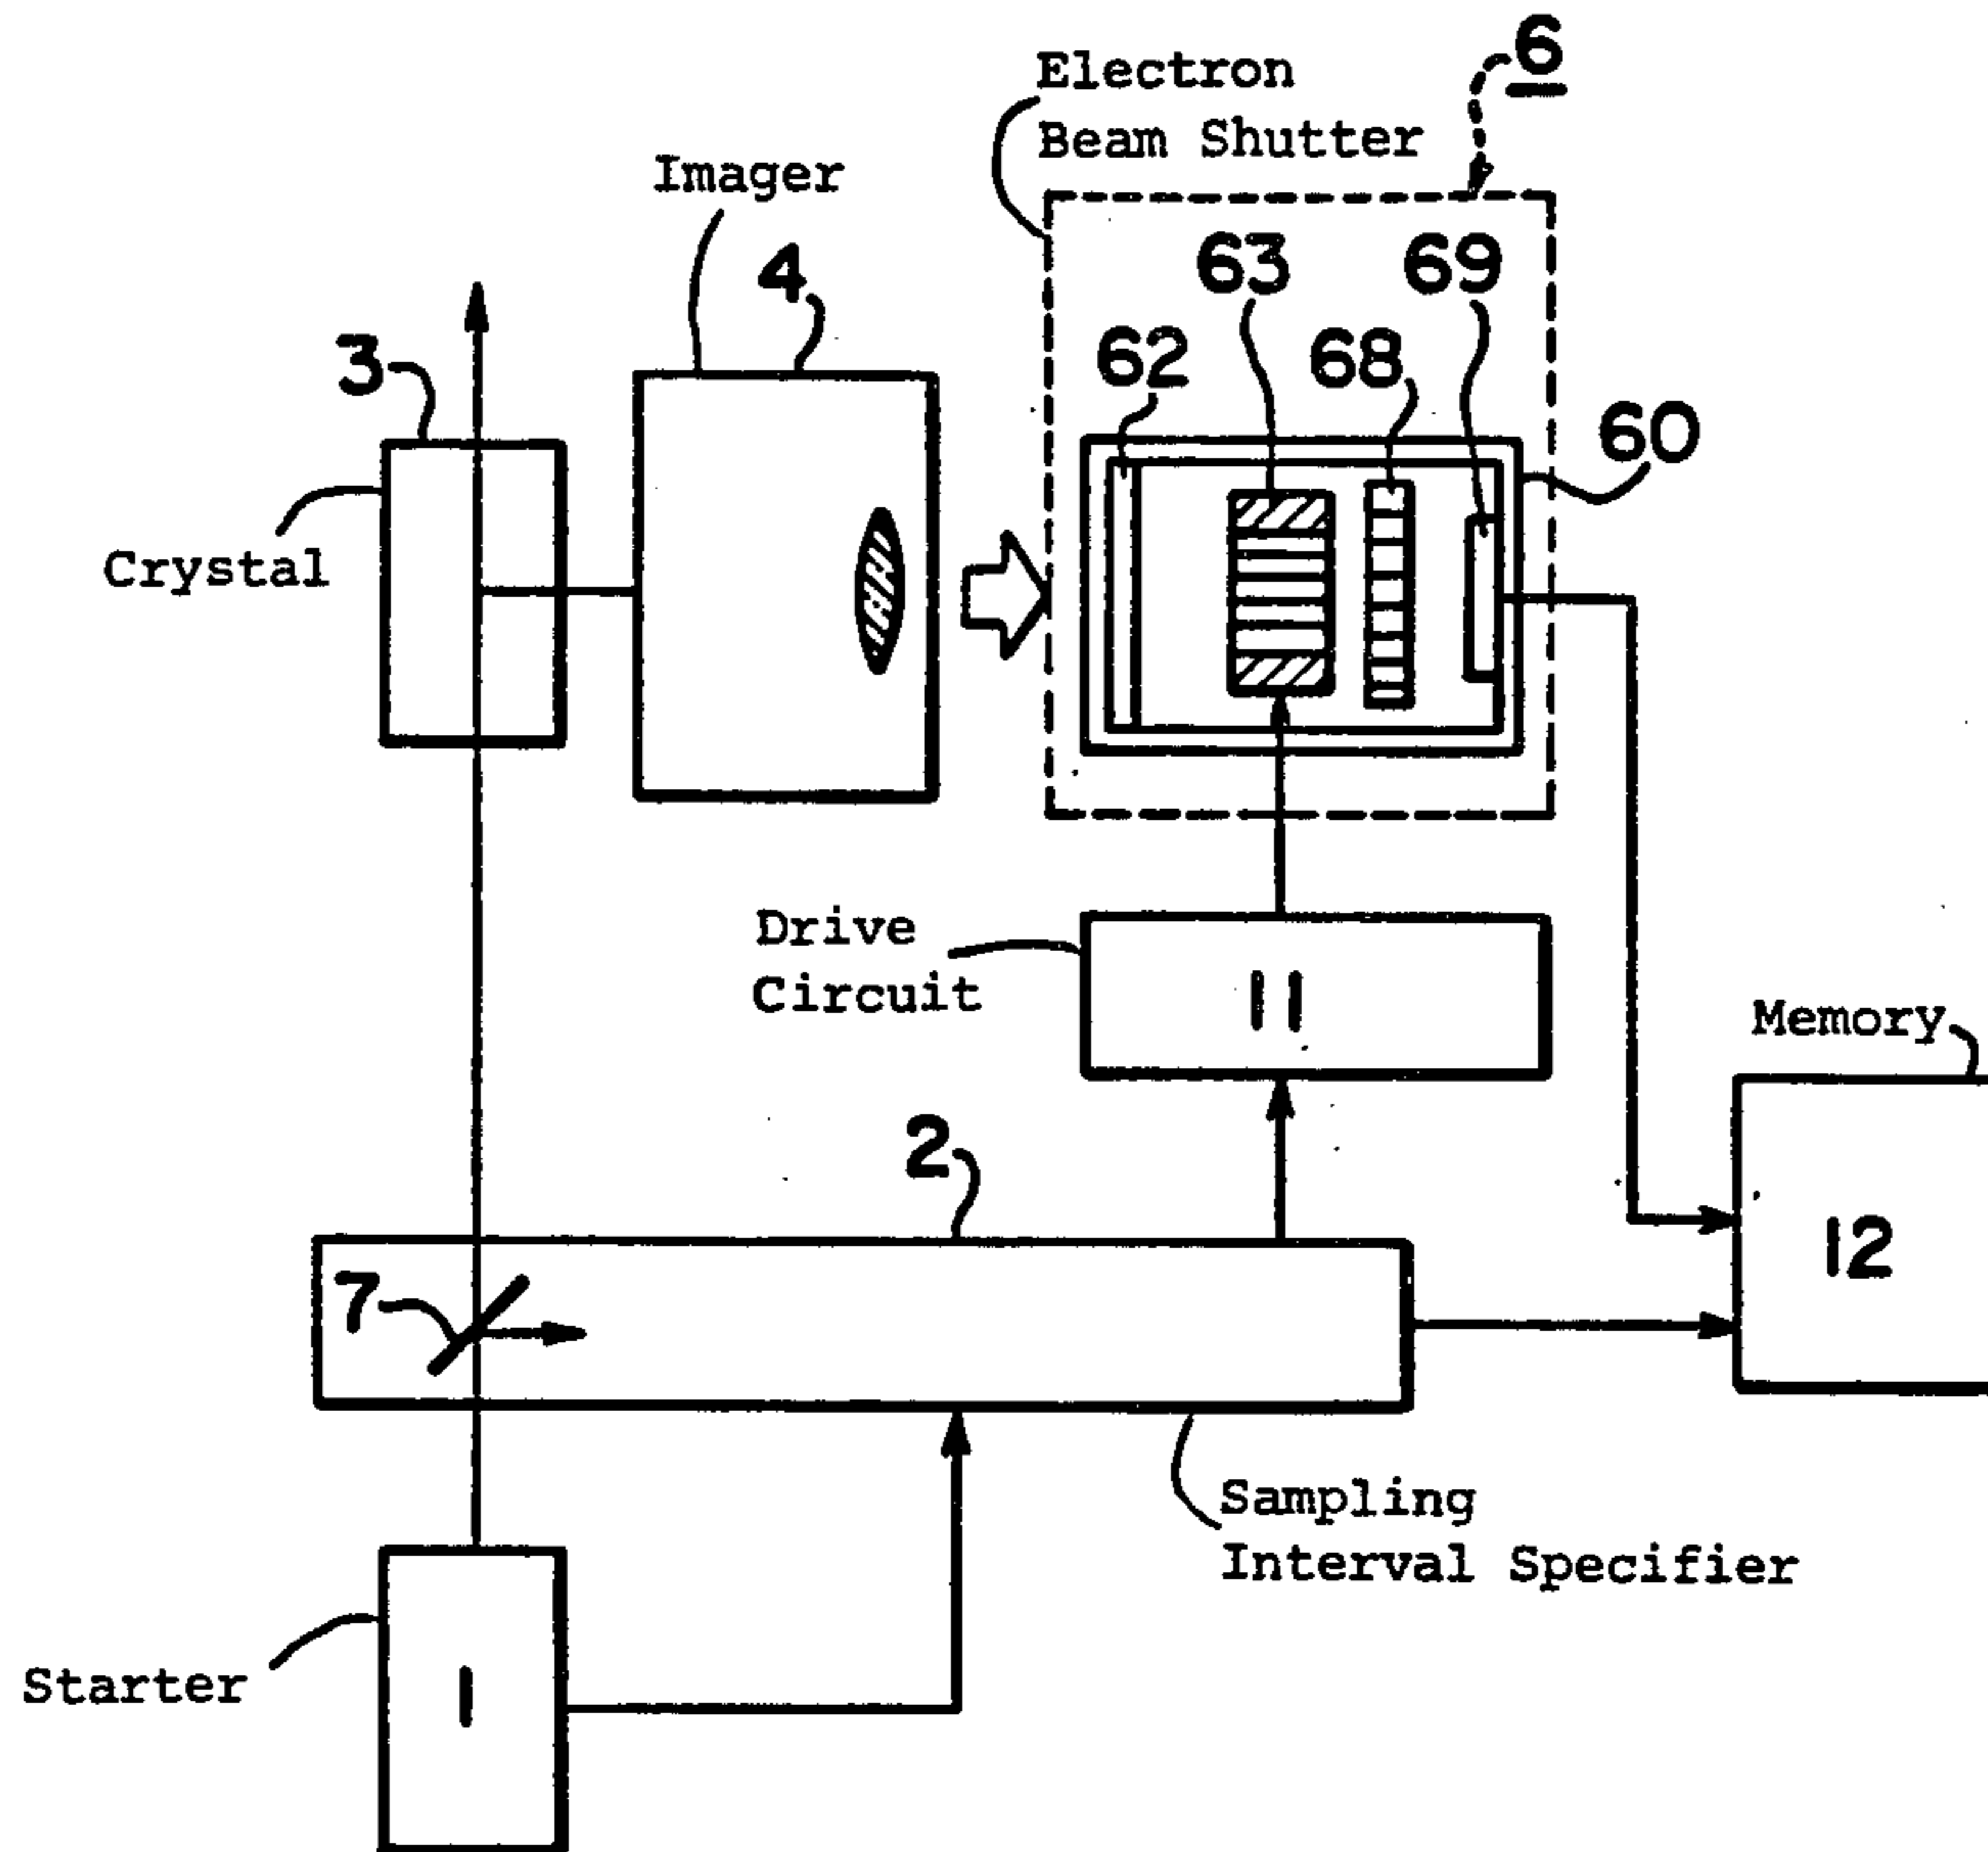 6
Electron
Beam Shutter
Imager
4
63
69
3
62
68
60
Crystal
Drive
Circuit
11
Memory
2
12
7
Sampling
Interval Specifier
Starter
1